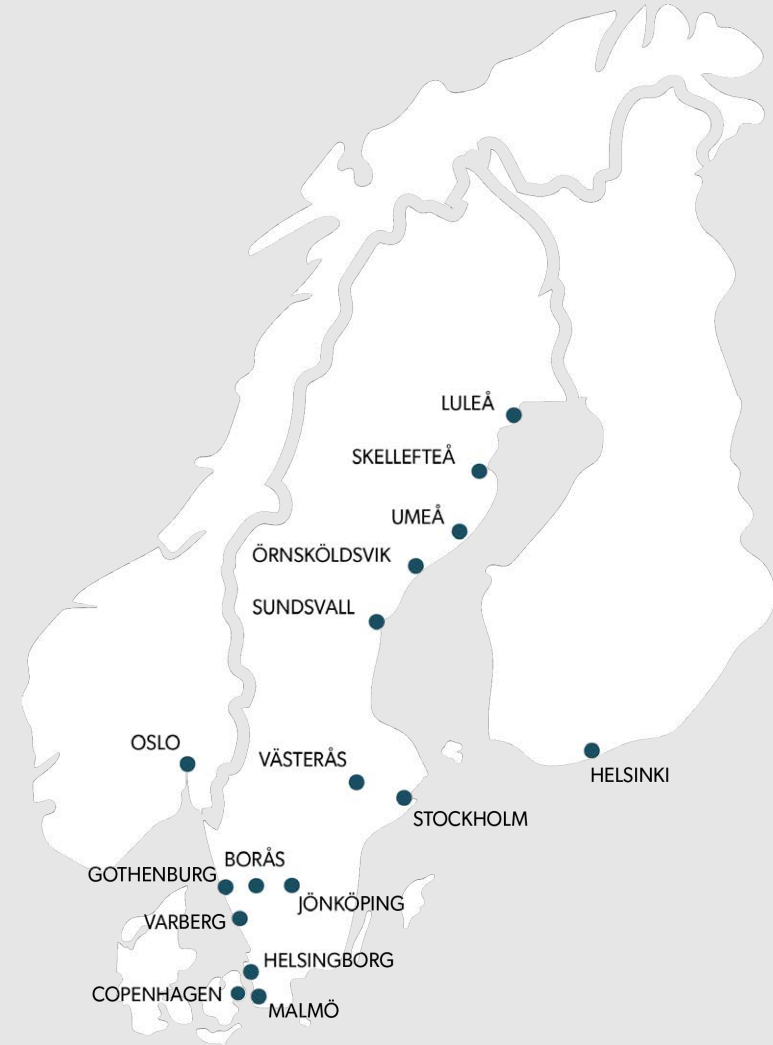 LULEÅ
SKELLEFTEÅ
UMEÅ
ÖRNSKÖLDSVIK
SUNDSVALL
OSLO
VÄSTERÅS
HELSINKI
STOCKHOLM
BORÅS
GOTHENBURG
JÖNKÖPING
VARBERG
HELSINGBORG
COPENHAGEN
MALMÖ